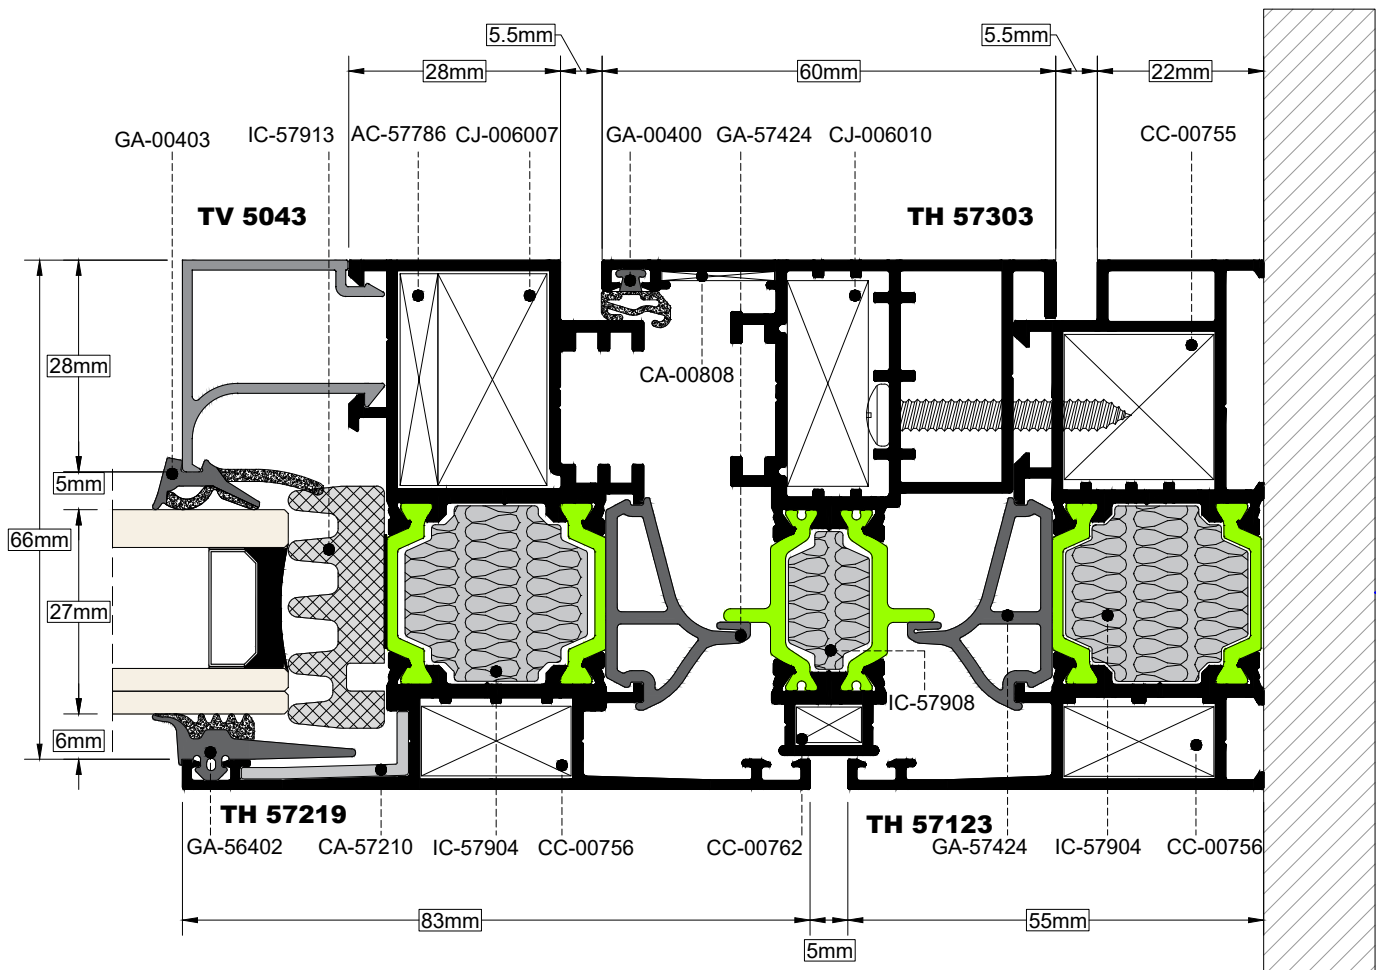 5.5mm
5.5mm
28mm
60mm
22mm
GA-00403
IC-57913
AC-57786
CJ-006007
GA-00400
GA-57424
CJ-006010
CC-00755
TV 5043
TH 57303
28mm
CA-00808
5mm
66mm
27mm
IC-57908
6mm
TH 57219
TH 57123
GA-56402
CA-57210
IC-57904
CC-00756
CC-00762
GA-57424
IC-57904
CC-00756
83mm
55mm
5mm